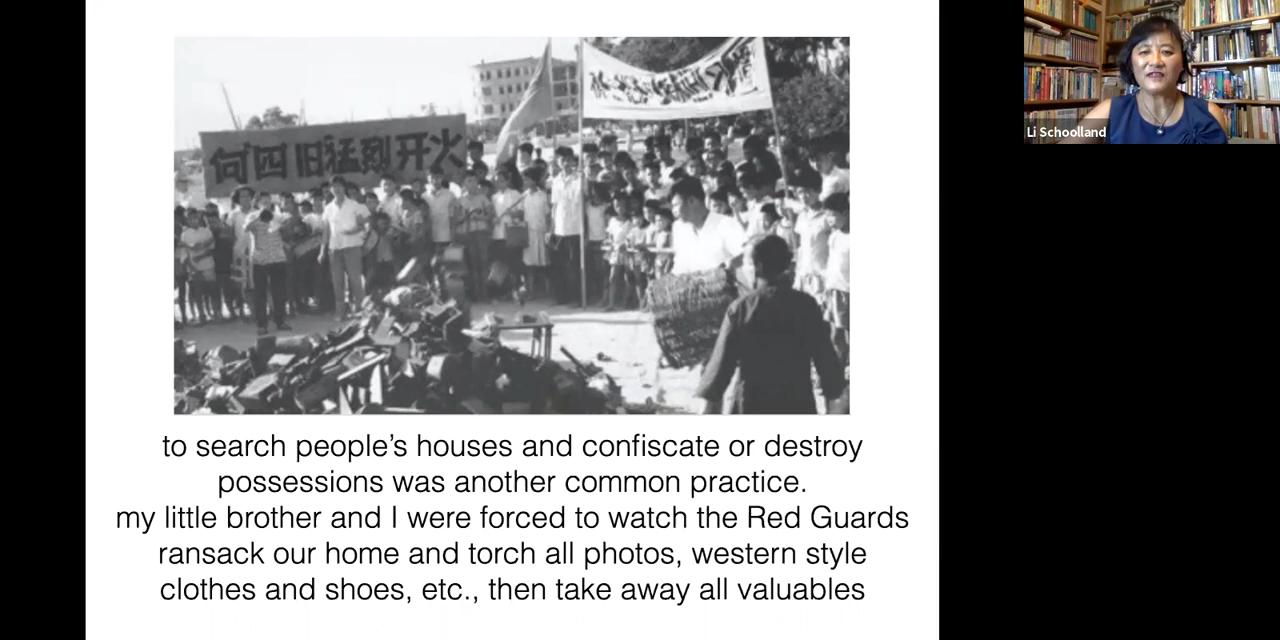 向四旧猛烈开火
to search people’s houses and confiscate or destroy
possessions was another common practice.
my little brother and I were forced to watch the Red Guards
ransack our home and torch all photos, western style
clothes and shoes, etc., then take away all valuables
Li Schoolland